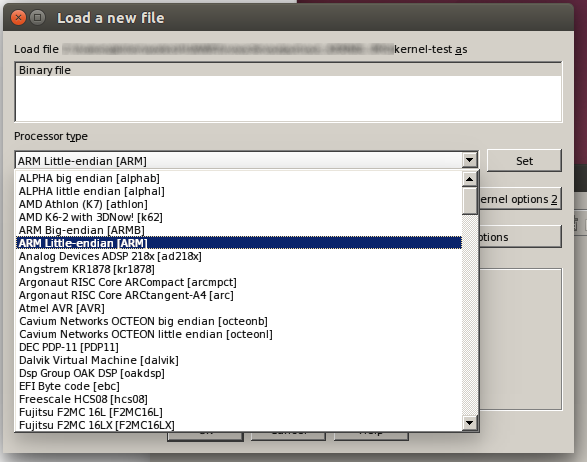 Load a new file
Load file kernel-test as
Binary file
Processor type
ARM Little-endian [ARM]
Set
ALPHA big endian [alphab]
ALPHA little endian [alphal]
AMD Athlon (K7) [athlon]
AMD K6-2 with 3DNow! [k62]
ernel options 2
ARM Big-endian [ARMB]
ARM Little-endian [ARM]
ptions
Analog Devices ADSP 218x [ad218x]
Angstrem KR1878 [kr1878]
Argonaut RISC Core ARCompact [arcmpct]
Argonaut RISC Core ARCtangent-A4 [arc]
Atmel AVR [AVR]
Cavium Networks OCTEON big endian [octeonb]
Cavium Networks OCTEON little endian [octeonl]
DEC PDP-11 [PDP11]
Dalvik Virtual Machine [dalvik]
Dsp Group OAK DSP [oakdsp]
EFI Byte code [ebc]
Freescale HCS08 [hcs08]
Fujitsu F2MC 16L [F2MC16L]
Fujitsu F2MC 16LX [F2MC16LX]